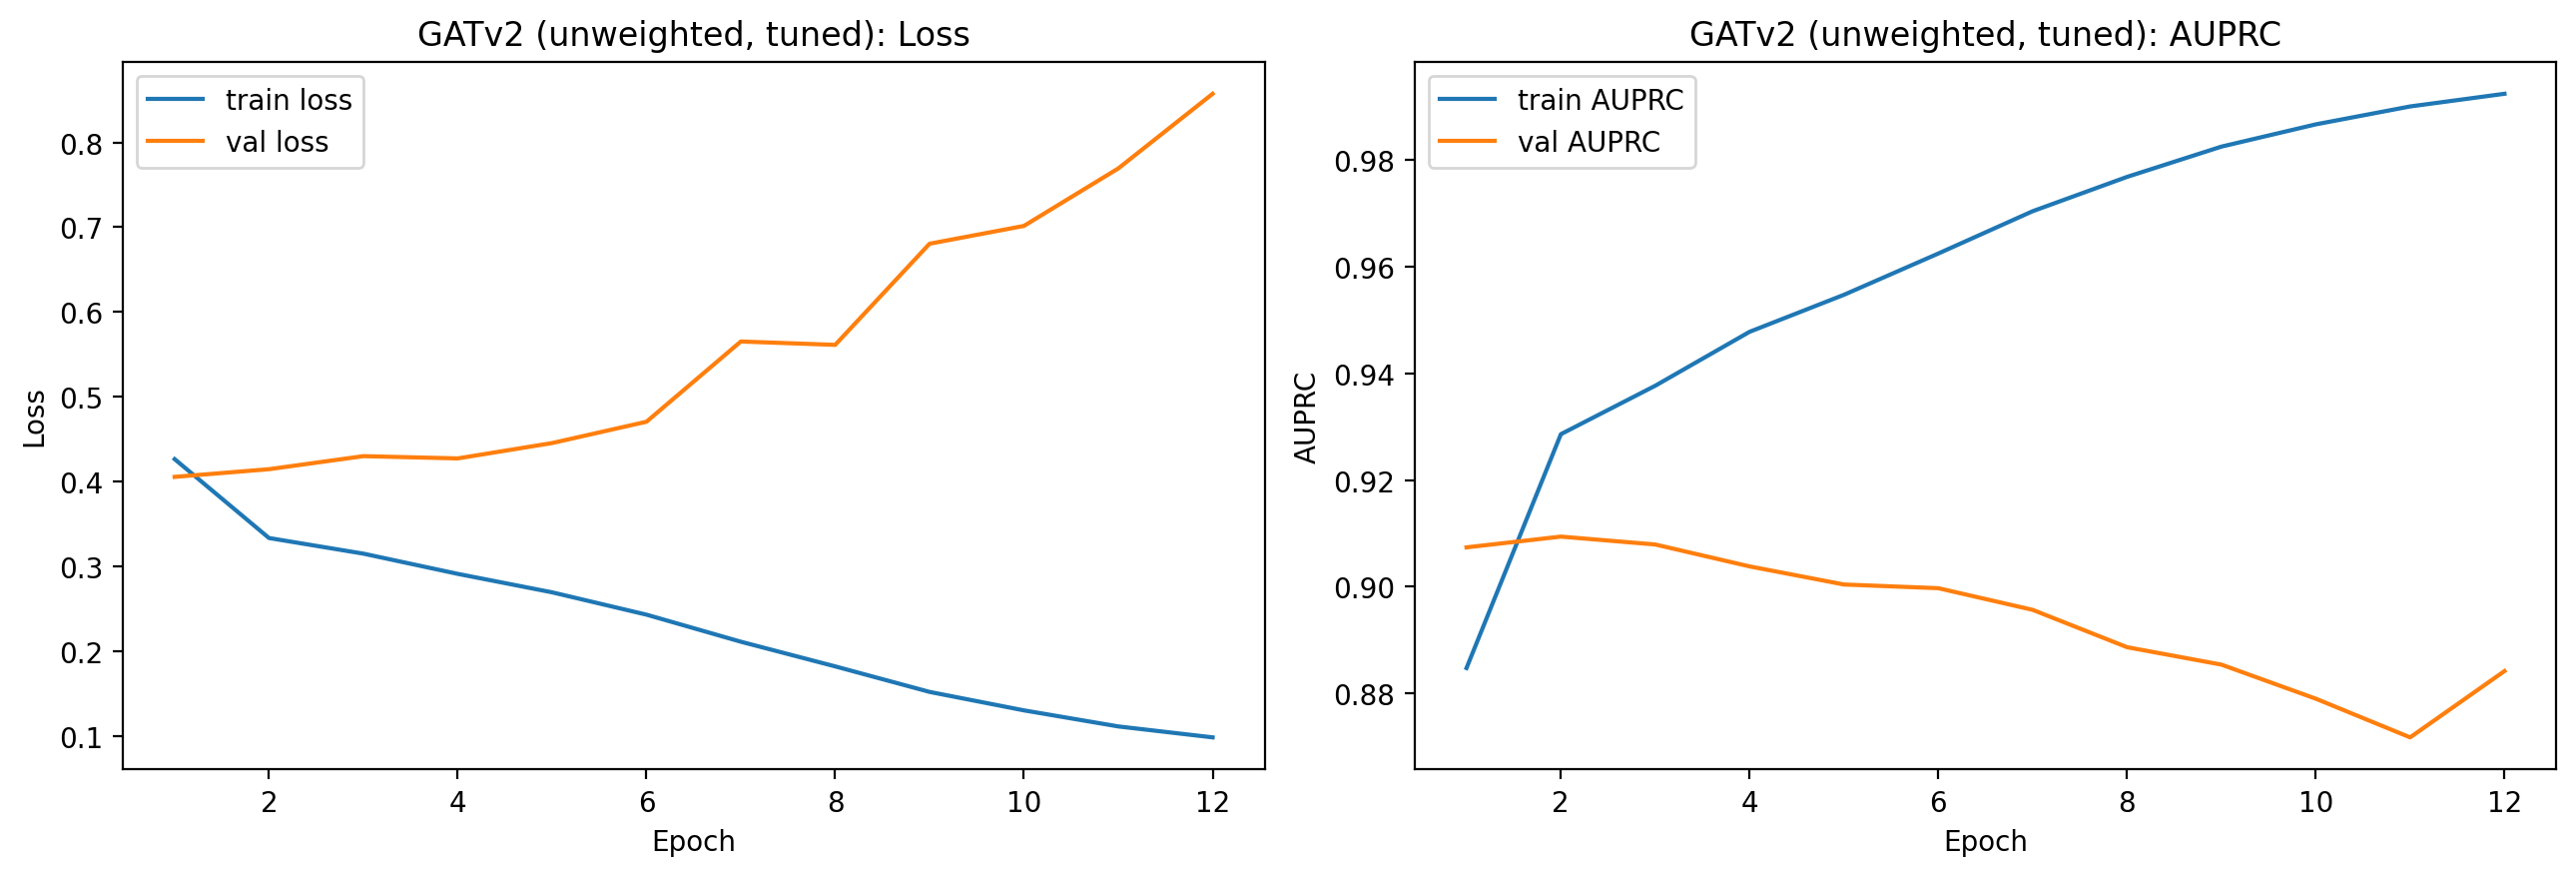 GATv2 (unweighted, tuned): Loss
train loss
val loss
0.8
0.7
0.6
0.5
0.4
0.3
0.2
0.1
Loss
2 4 6 8 10 12
Epoch
GATv2 (unweighted, tuned): AUPRC
train AUPRC
val AUPRC
0.98
0.96
0.94
0.92
0.90
0.88
AUPRC
2 4 6 8 10 12
Epoch